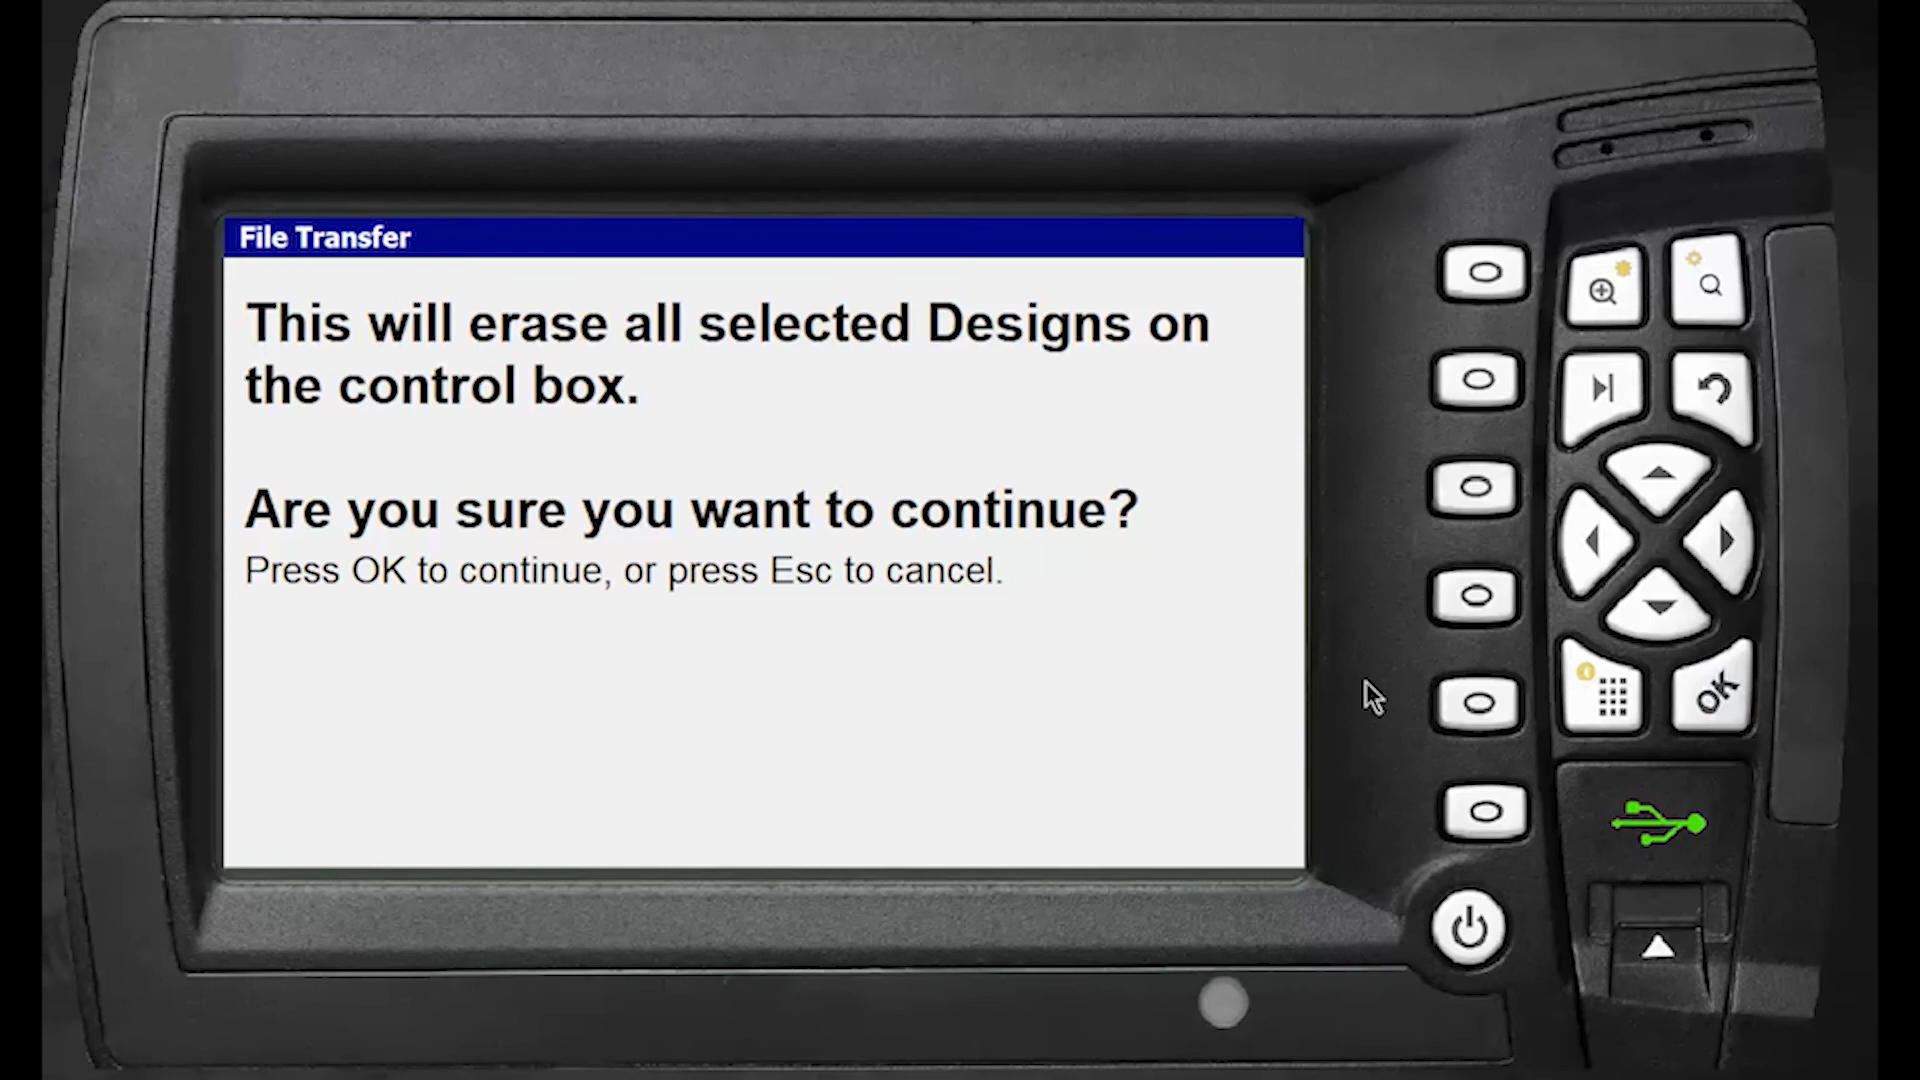 File Transfer
This will erase all selected Designs on
the control box.
Are you sure you want to continue?
Press OK to continue, or press Esc to cancel.
OK